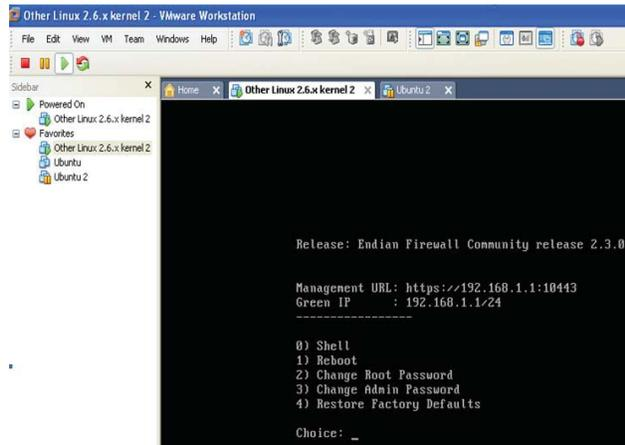 Other Linux 2.6.x kernel 2 - VMware Workstation
File Edit View VM Team Windows Help
Sidebar X
Home X Other Linux 2.6.x kernel 2 X Ubuntu 2 X
Powered On
Other Linux 2.6.x kernel 2
Favorites
Other Linux 2.6.x kernel 2
Ubuntu
Ubuntu 2
Release: Endian Firewall Community release 2.3.0
Management URL: https://192.168.1.1:10443
Green IP : 192.168.1.1/24
-----------------
0) Shell
1) Reboot
2) Change Root Password
3) Change Admin Password
4) Restore Factory Defaults
Choice: _